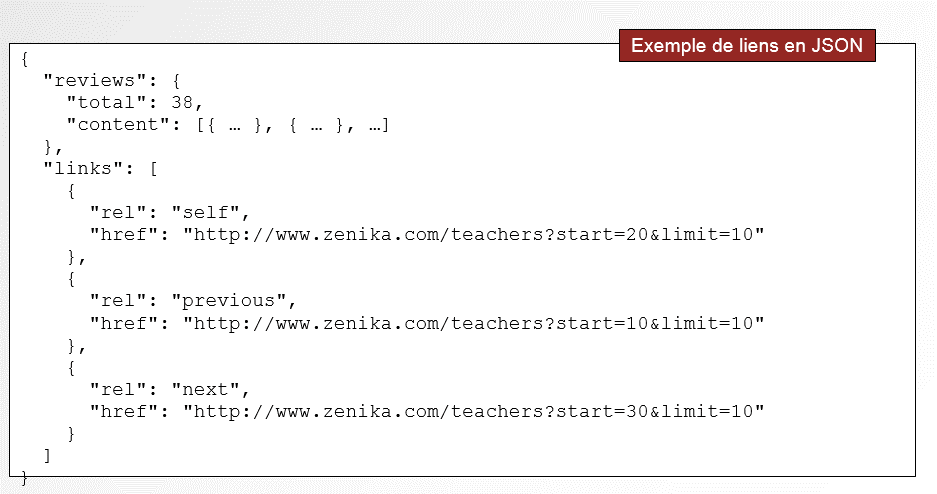 Exemple de liens en JSON
{
  "reviews": {
    "total": 38,
    "content": [{ … }, { … }, …]
  },
  "links": [
    {
      "rel": "self",
      "href": "http://www.zenika.com/teachers?start=20&limit=10"
    },
    {
      "rel": "previous",
      "href": "http://www.zenika.com/teachers?start=10&limit=10"
    },
    {
      "rel": "next",
      "href": "http://www.zenika.com/teachers?start=30&limit=10"
    }
  ]
}